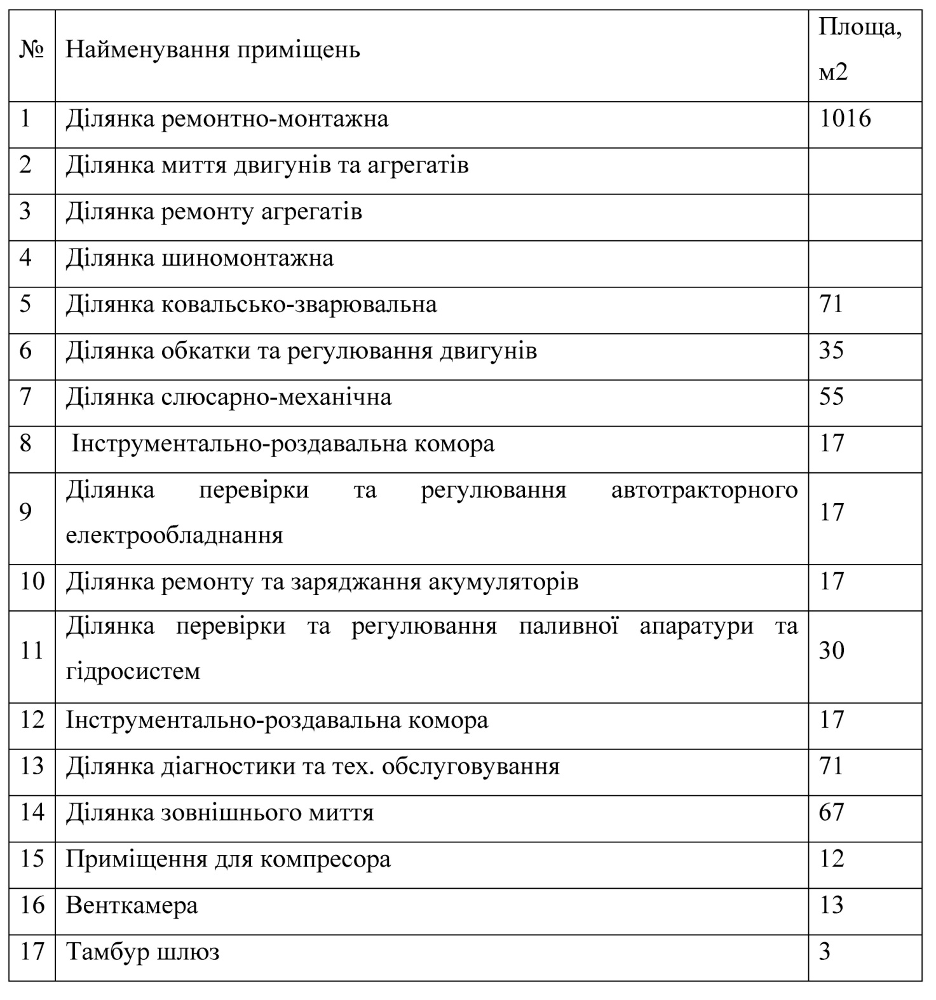 № Найменування приміщень Площа,
м2
1 Ділянка ремонтно-монтажна 1016
2 Ділянка миття двигунів та агрегатів
3 Ділянка ремонту агрегатів
4 Ділянка шиномонтажна
5 Ділянка ковальсько-зварювальна 71
6 Ділянка обкатки та регулювання двигунів 35
7 Ділянка слюсарно-механічна 55
8 Інструментально-роздавальна комора 17
9 Ділянка перевірки та регулювання автотракторного
електрообладнання 17
10 Ділянка ремонту та заряджання акумуляторів 17
11 Ділянка перевірки та регулювання паливної апаратури та
гідросистем 30
12 Інструментально-роздавальна комора 17
13 Ділянка діагностики та тех. обслуговування 71
14 Ділянка зовнішнього миття 67
15 Приміщення для компресора 12
16 Венткамера 13
17 Тамбур шлюз 3